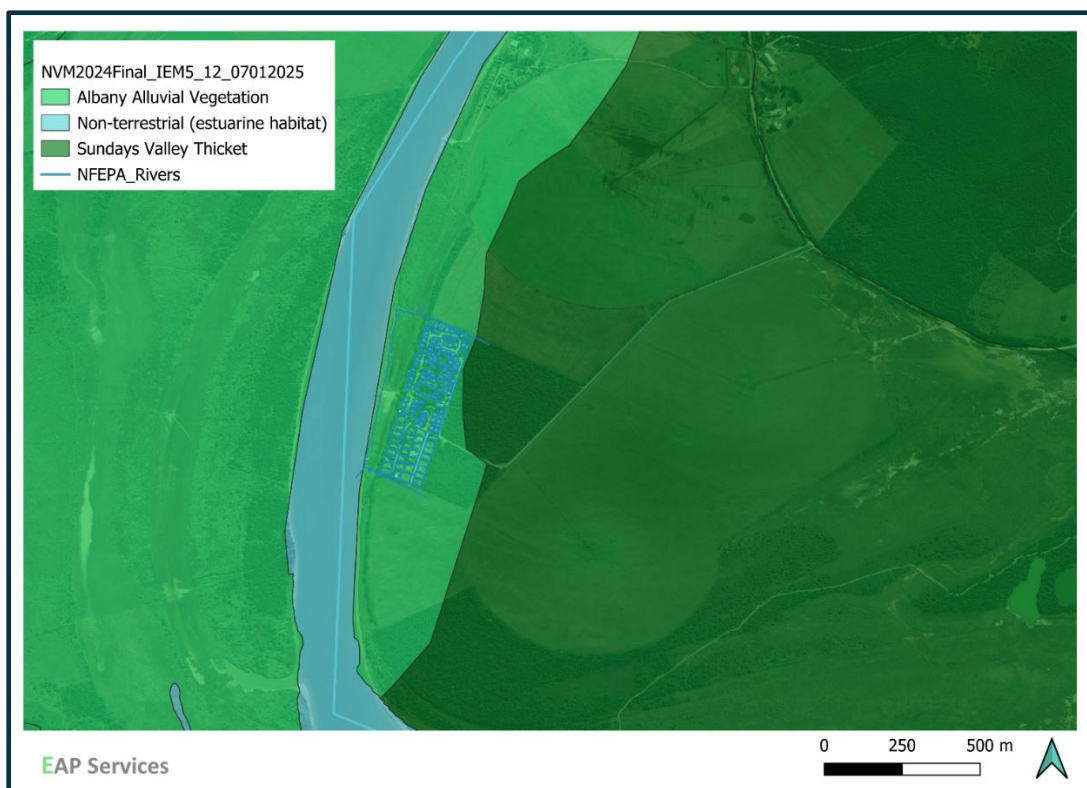 NVM2024Final_IEM5_12_07012025
Albany Alluvial Vegetation
Non-terrestrial (estuarine habitat)
Sundays Valley Thicket
NFEPA_Rivers
EAP Services
0 250 500 m